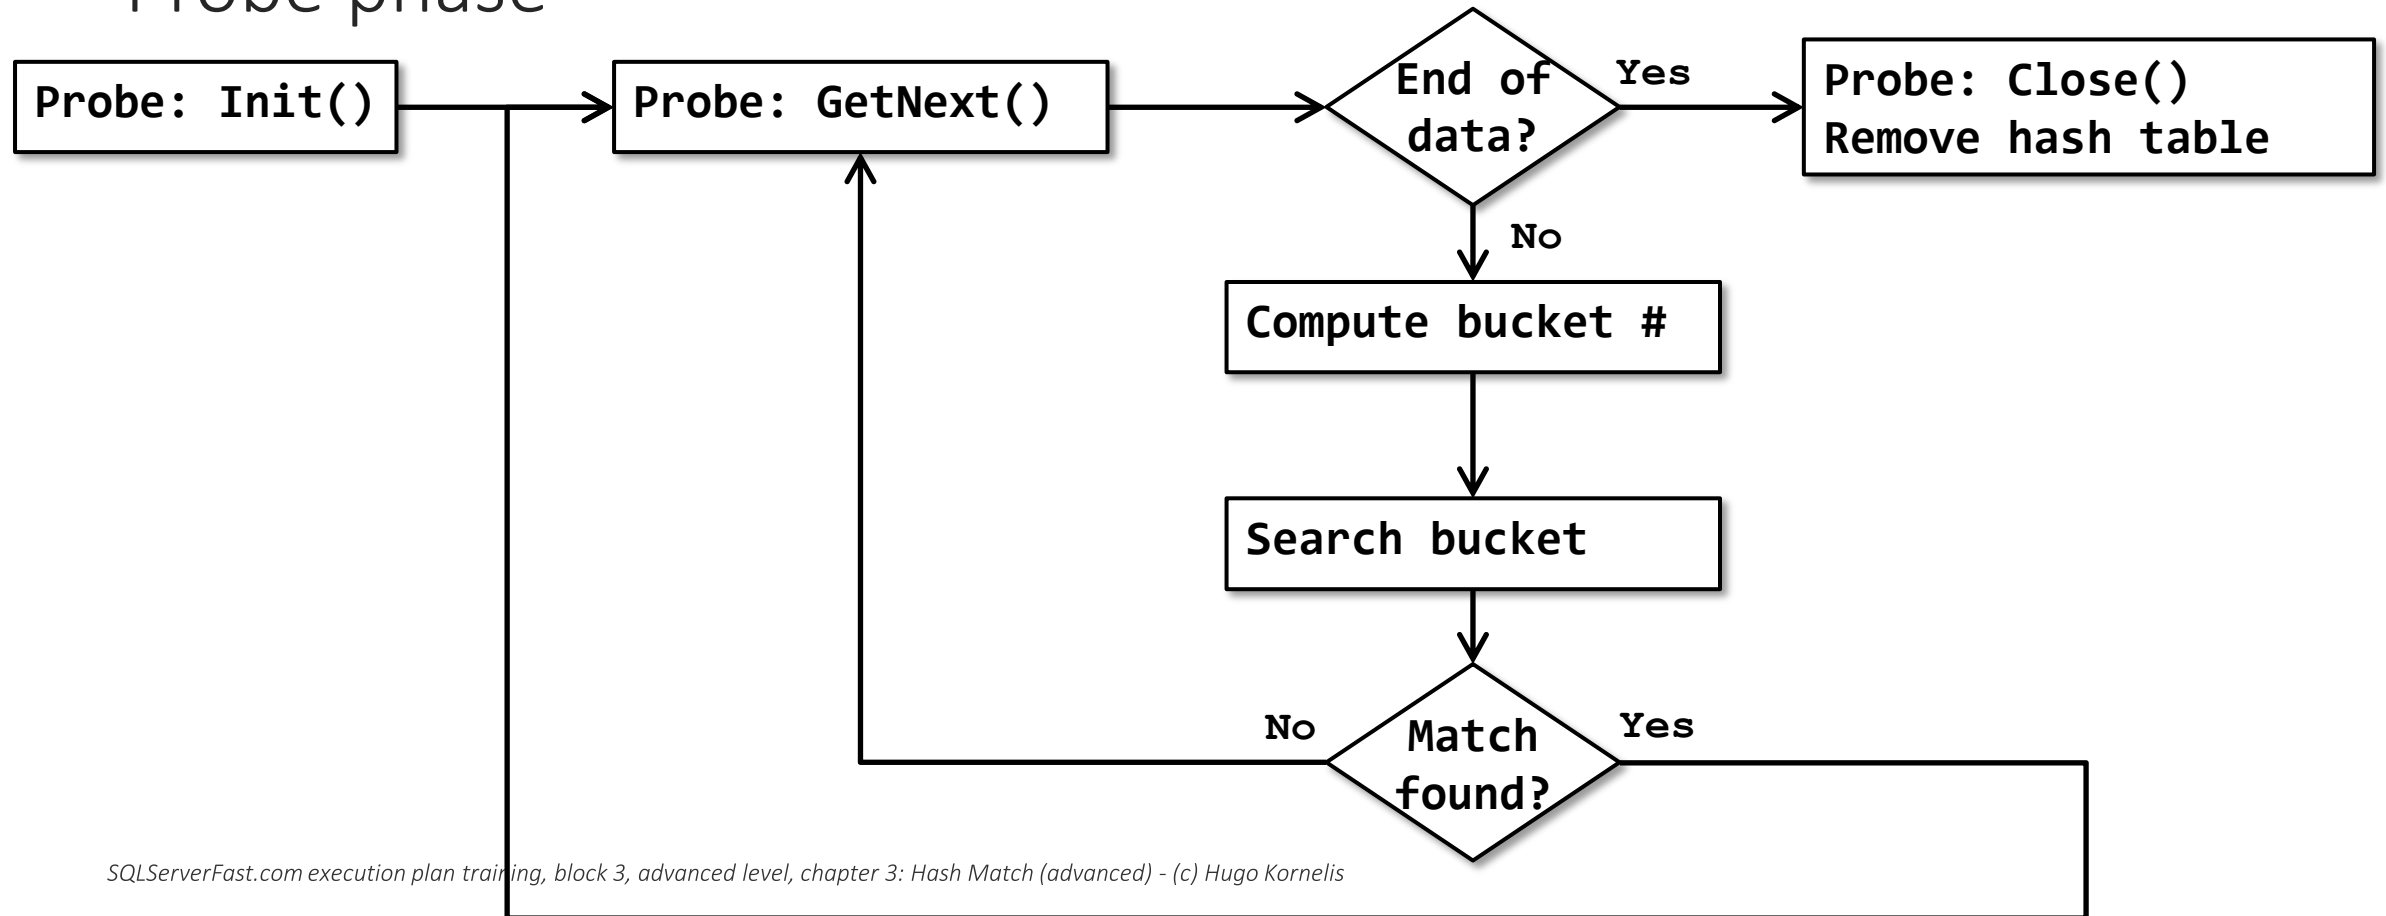 Probe phase
Probe: Init()
Probe: GetNext()
End of
data?
Yes
Probe: Close()
Remove hash table
No
Compute bucket #
Search bucket
Match
found?
No
Yes
SQLServerFast.com execution plan training, block 3, advanced level, chapter 3: Hash Match (advanced) - (c) Hugo Kornelis